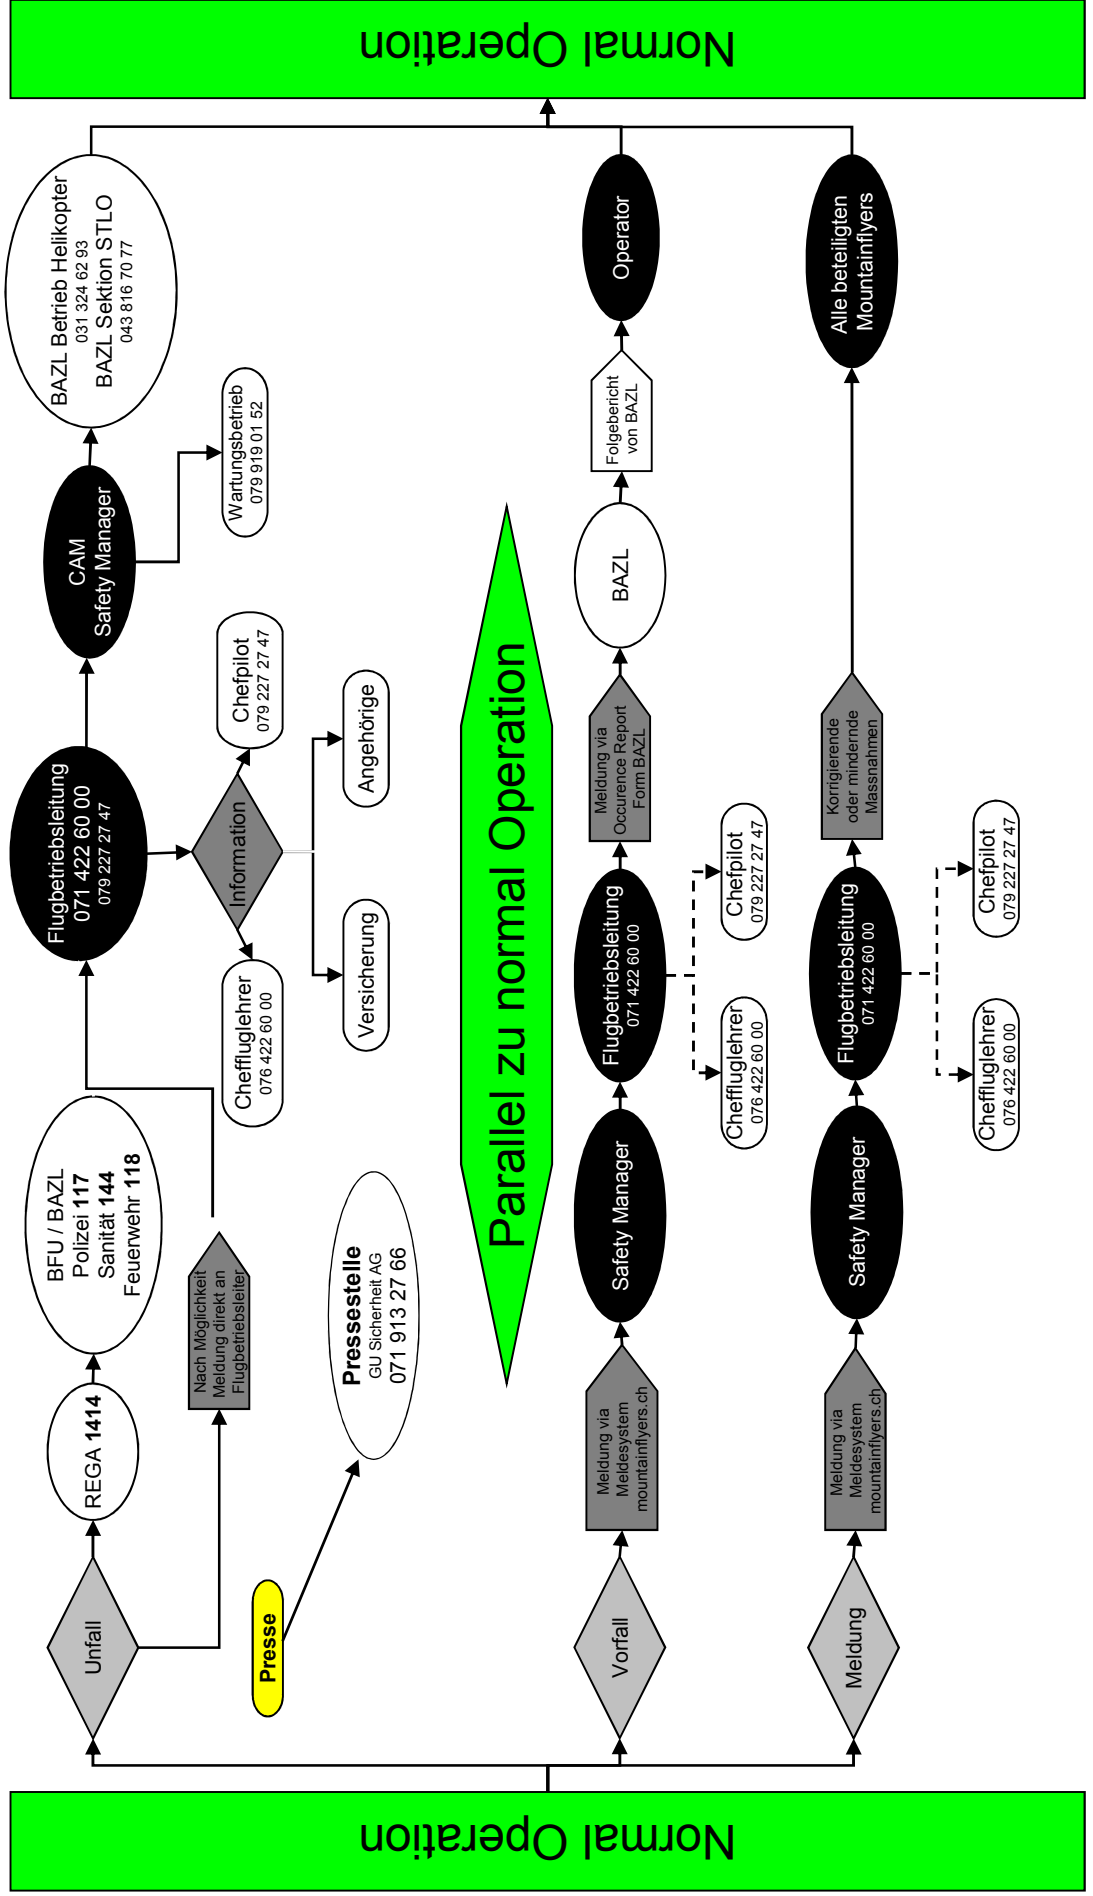 Normal Operation
Unfall
REGA 1414
BFU / BAZL
Polizei 117
Sanität 144
Feuerwehr 118
Nach Möglichkeit
Meldung direkt an
Flugbetriebsleiter
Flugbetriebsleitung
071 422 60 00
079 227 27 47
Information
Cheffluglehrer
076 422 60 00
Chefpilot
079 227 27 47
Versicherung
Angehörige
CAM
Safety Manager
Wartungsbetrieb
079 919 01 52
BAZL Betrieb Helikopter
031 324 62 93
BAZL Sektion STLO
043 816 70 77
Presse
Pressestelle
GU Sicherheit AG
071 913 27 66
Parallel zu normal Operation
Vorfall
Meldung via
Meldesystem
mountainflyers.ch
Safety Manager
Flugbetriebsleitung
071 422 60 00
Cheffluglehrer
076 422 60 00
Chefpilot
079 227 27 47
Meldung via
Occurence Report
Form BAZL
BAZL
Folgebericht
von BAZL
Operator
Meldung
Meldung via
Meldesystem
mountainflyers.ch
Safety Manager
Flugbetriebsleitung
071 422 60 00
Cheffluglehrer
076 422 60 00
Chefpilot
079 227 27 47
Korrigierende
oder mindernde
Massnahmen
Alle beteiligten
Mountainflyers
Normal Operation